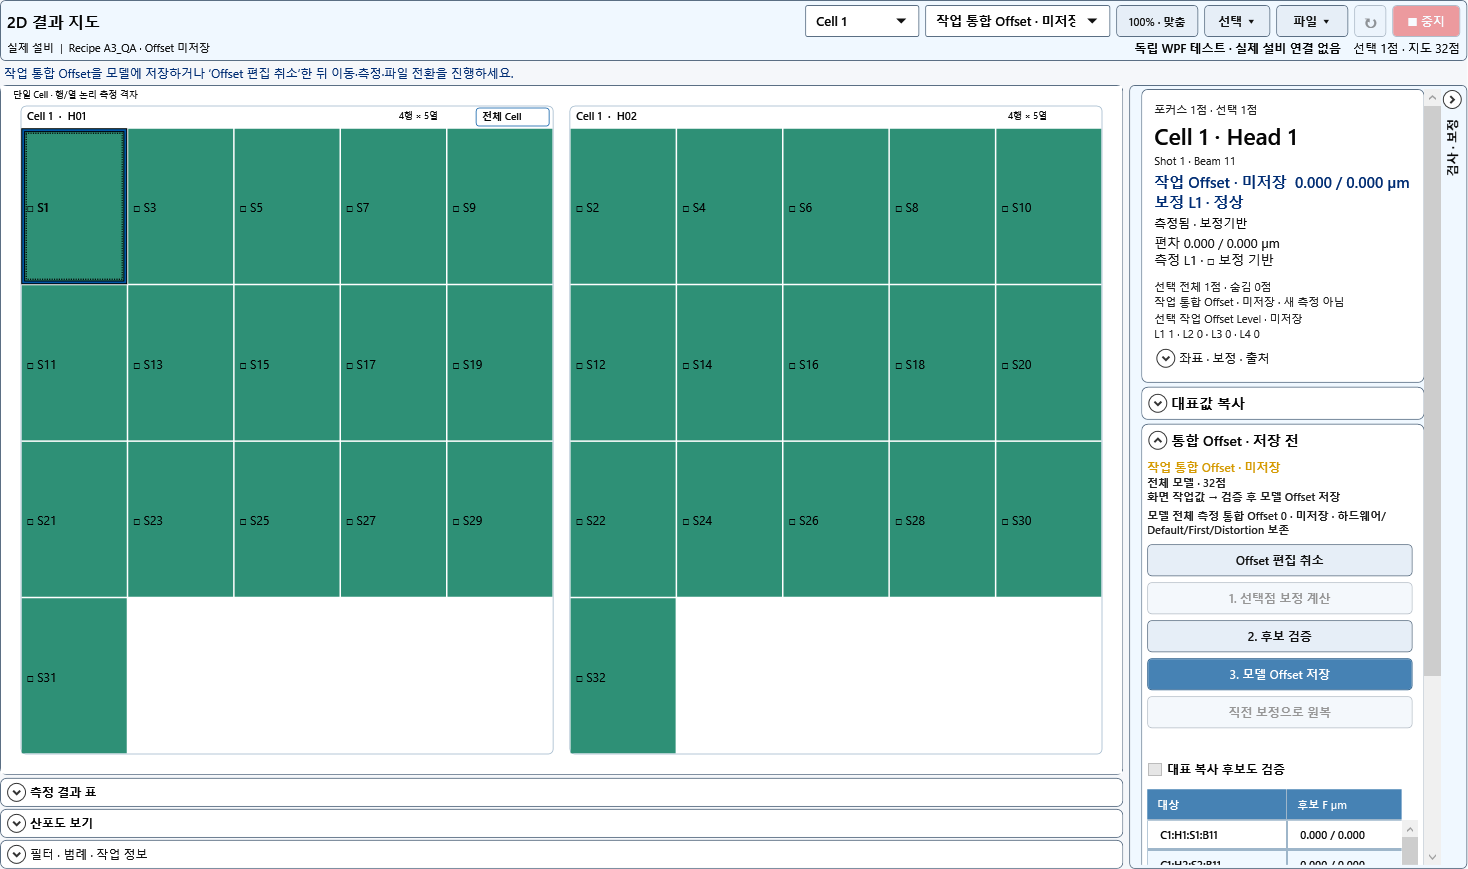 2D 결과 지도
Cell 1
작업 통합 Offset · 미저장
100% · 맞춤
선택
파일
중지
실제 설비 | Recipe A3_QA · Offset 미저장
독립 WPF 테스트 · 실제 설비 연결 없음 선택 1점 · 지도 32점
작업 통합 Offset을 모델에 저장하거나 'Offset 편집 취소'한 뒤 이동·측정·파일 전환을 진행하세요.
단일 Cell · 행/열 논리 측정 격자
Cell 1 · H01
4행 × 5열
전체 Cell
Cell 1 · H02
4행 × 5열
S1 S3 S5 S7 S9
S2 S4 S6 S8 S10
S11 S13 S15 S17 S19
S12 S14 S16 S18 S20
S21 S23 S25 S27 S29
S22 S24 S26 S28 S30
S31
S32
측정 결과 표
산포도 보기
필터 · 범례 · 작업 정보
포커스 1점 · 선택 1점
Cell 1 · Head 1
Shot 1 · Beam 11
작업 Offset · 미저장 0.000 / 0.000 µm
보정 L1 · 정상
측정됨 · 보정기반
편차 0.000 / 0.000 µm
측정 L1 · □ 보정 기반
선택 전체 1점 · 숨김 0점
작업 통합 Offset · 미저장 · 새 측정 아님
선택 작업 Offset Level · 미저장
L1 1 · L2 0 · L3 0 · L4 0
좌표 · 보정 · 출처
대표값 복사
통합 Offset · 저장 전
작업 통합 Offset · 미저장
전체 모델 · 32점
화면 작업값 → 검증 후 모델 Offset 저장
모델 전체 측정 통합 Offset 0 · 미저장 · 하드웨어/
Default/First/Distortion 보존
Offset 편집 취소
1. 선택점 보정 계산
2. 후보 검증
3. 모델 Offset 저장
직전 보정으로 원복
대표 복사 후보도 검증
대상 후보 F µm
C1:H1:S1:B11 0.000 / 0.000
C1:H2:S2:B11 0.000 / 0.000